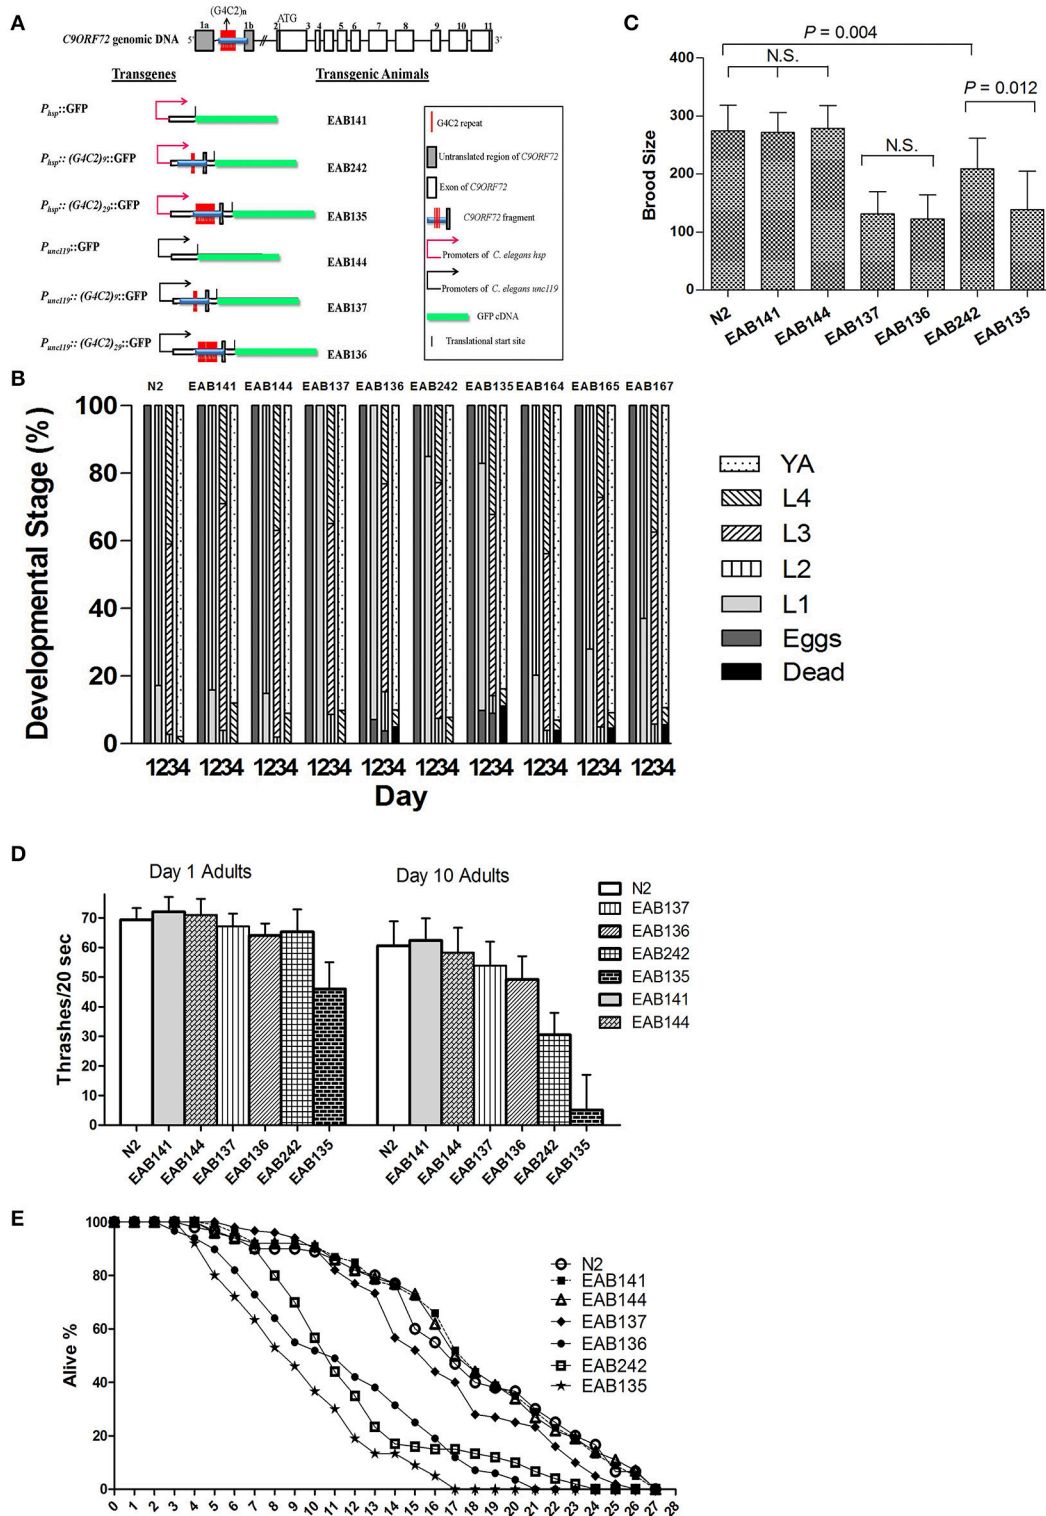 A
C9ORF72 genomic DNA
5'
1a
(G4C2)n
1b
//
2
ATG
3
4
5
6
7
8
9
10
11
3'
Transgenes
Transgenic Animals
Phsp::GFP
EAB141
Phsp:: (G4C2)9::GFP
EAB242
Phsp:: (G4C2)29::GFP
EAB135
Punc119::GFP
EAB144
Punc119:: (G4C2)9::GFP
EAB137
Punc119:: (G4C2)29::GFP
EAB136
G4C2 repeat
Untranslated region of C9ORF72
Exon of C9ORF72
C9ORF72 fragment
Promoters of C. elegans hsp
Promoters of C. elegans unc119
GFP cDNA
Translational start site
C
P = 0.004
N.S.
P = 0.012
N.S.
Brood Size
400
300
200
100
0
N2
EAB141
EAB144
EAB137
EAB136
EAB242
EAB135
B
N2 EAB141 EAB144 EAB137 EAB136 EAB242 EAB135 EAB164 EAB165 EAB167
Developmental Stage (%)
100
80
60
40
20
0
1234 1234 1234 1234 1234 1234 1234 1234 1234 1234
Day
YA
L4
L3
L2
L1
Eggs
Dead
D
Day 1 Adults
Day 10 Adults
Thrashes/20 sec
70
60
50
40
30
20
10
0
N2
EAB141
EAB144
EAB137
EAB136
EAB242
EAB135
N2
EAB141
EAB144
EAB137
EAB136
EAB242
EAB135
N2
EAB137
EAB136
EAB242
EAB135
EAB141
EAB144
E
Alive %
100
80
60
40
20
0
0 1 2 3 4 5 6 7 8 9 10 11 12 13 14 15 16 17 18 19 20 21 22 23 24 25 26 27 28
N2
EAB141
EAB144
EAB137
EAB136
EAB242
EAB135